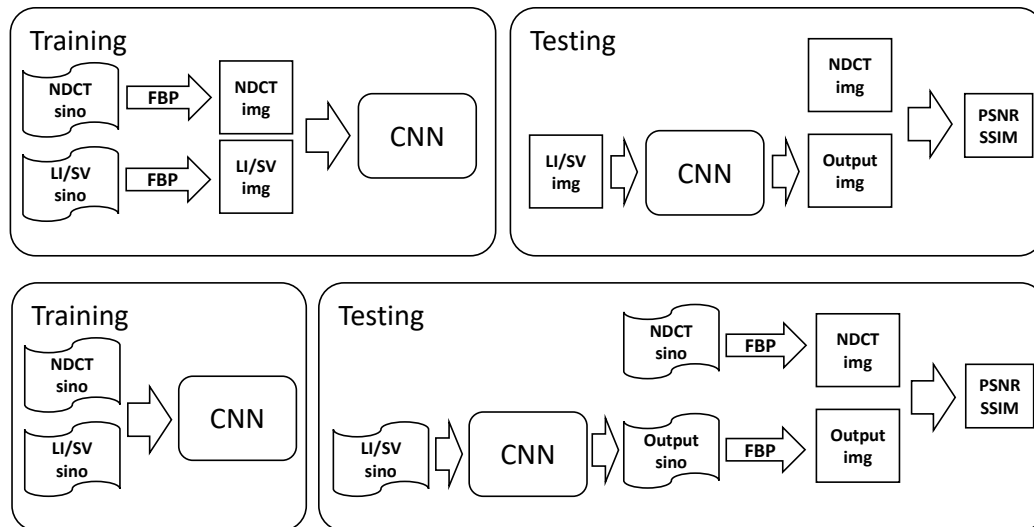 Training
NDCT
sino
FBP
NDCT
img
LI/SV
sino
FBP
LI/SV
img
CNN
Testing
LI/SV
img
CNN
NDCT
img
Output
img
PSNR
SSIM
Training
NDCT
sino
LI/SV
sino
CNN
Testing
LI/SV
sino
CNN
NDCT
sino
FBP
NDCT
img
Output
sino
FBP
Output
img
PSNR
SSIM